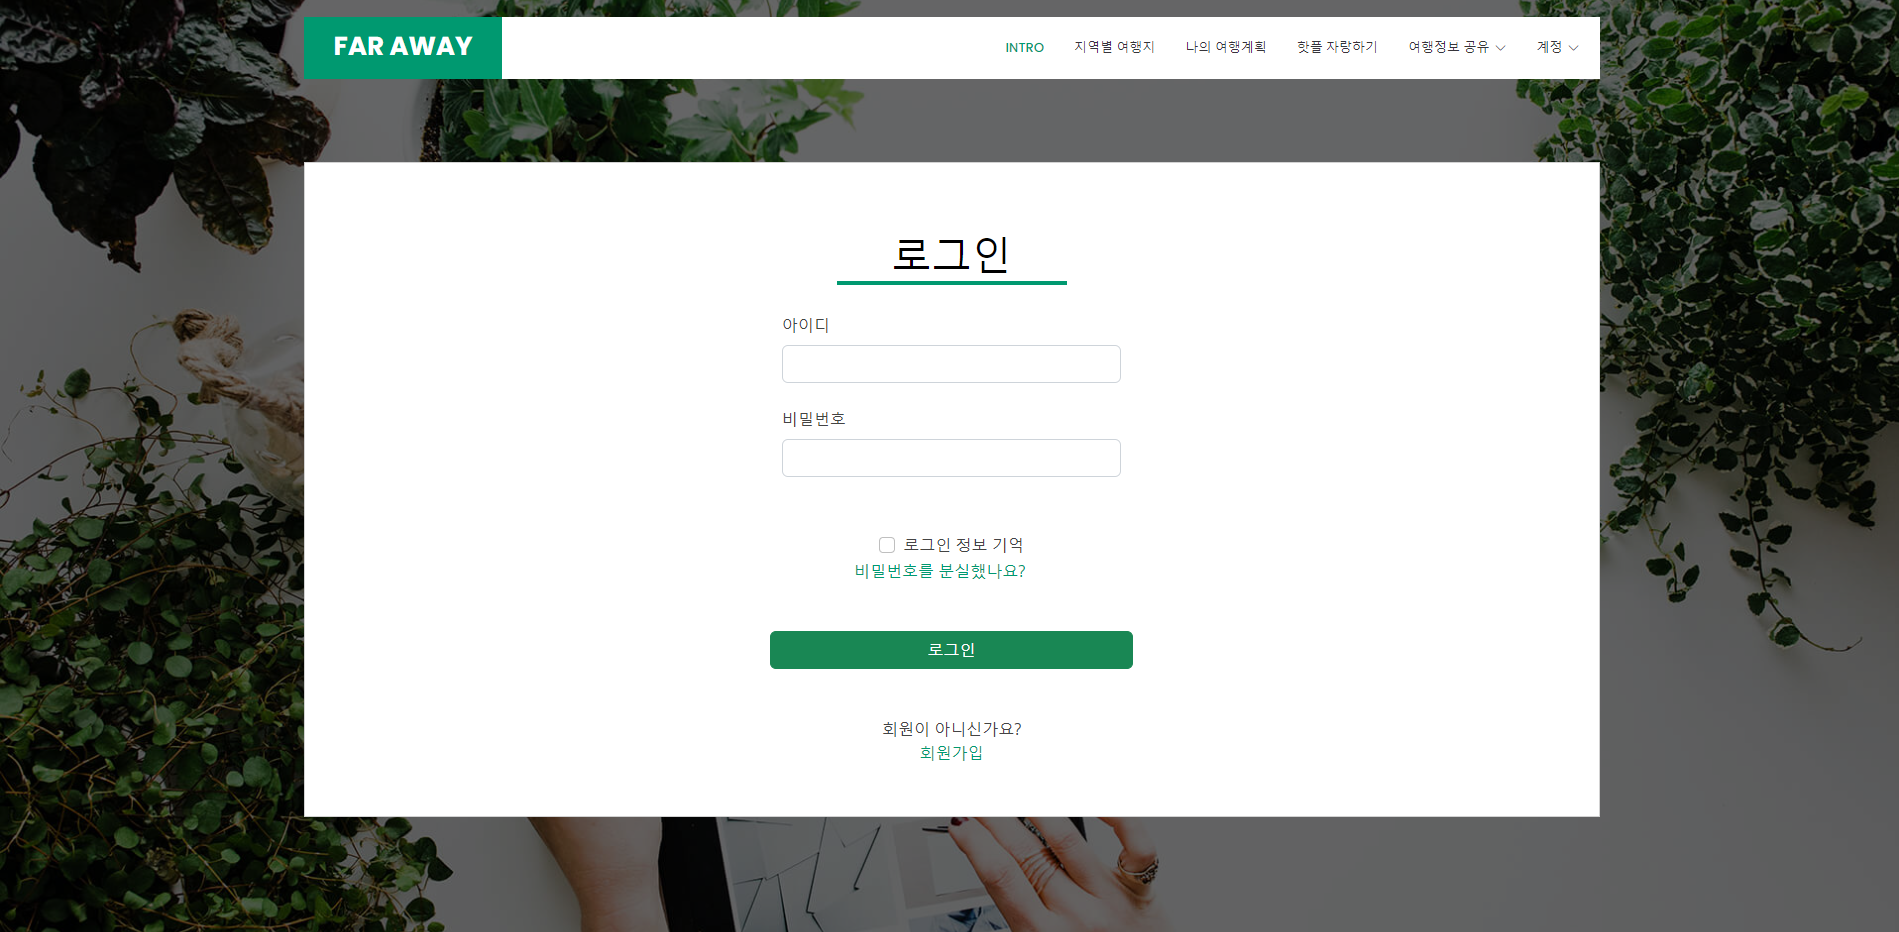 FAR AWAY
INTRO 지역별 여행지 나의 여행계획 핫플 자랑하기 여행정보 공유 계정
로그인
아이디
비밀번호
로그인 정보 기억
비밀번호를 분실했나요?
로그인
회원이 아니신가요?
회원가입